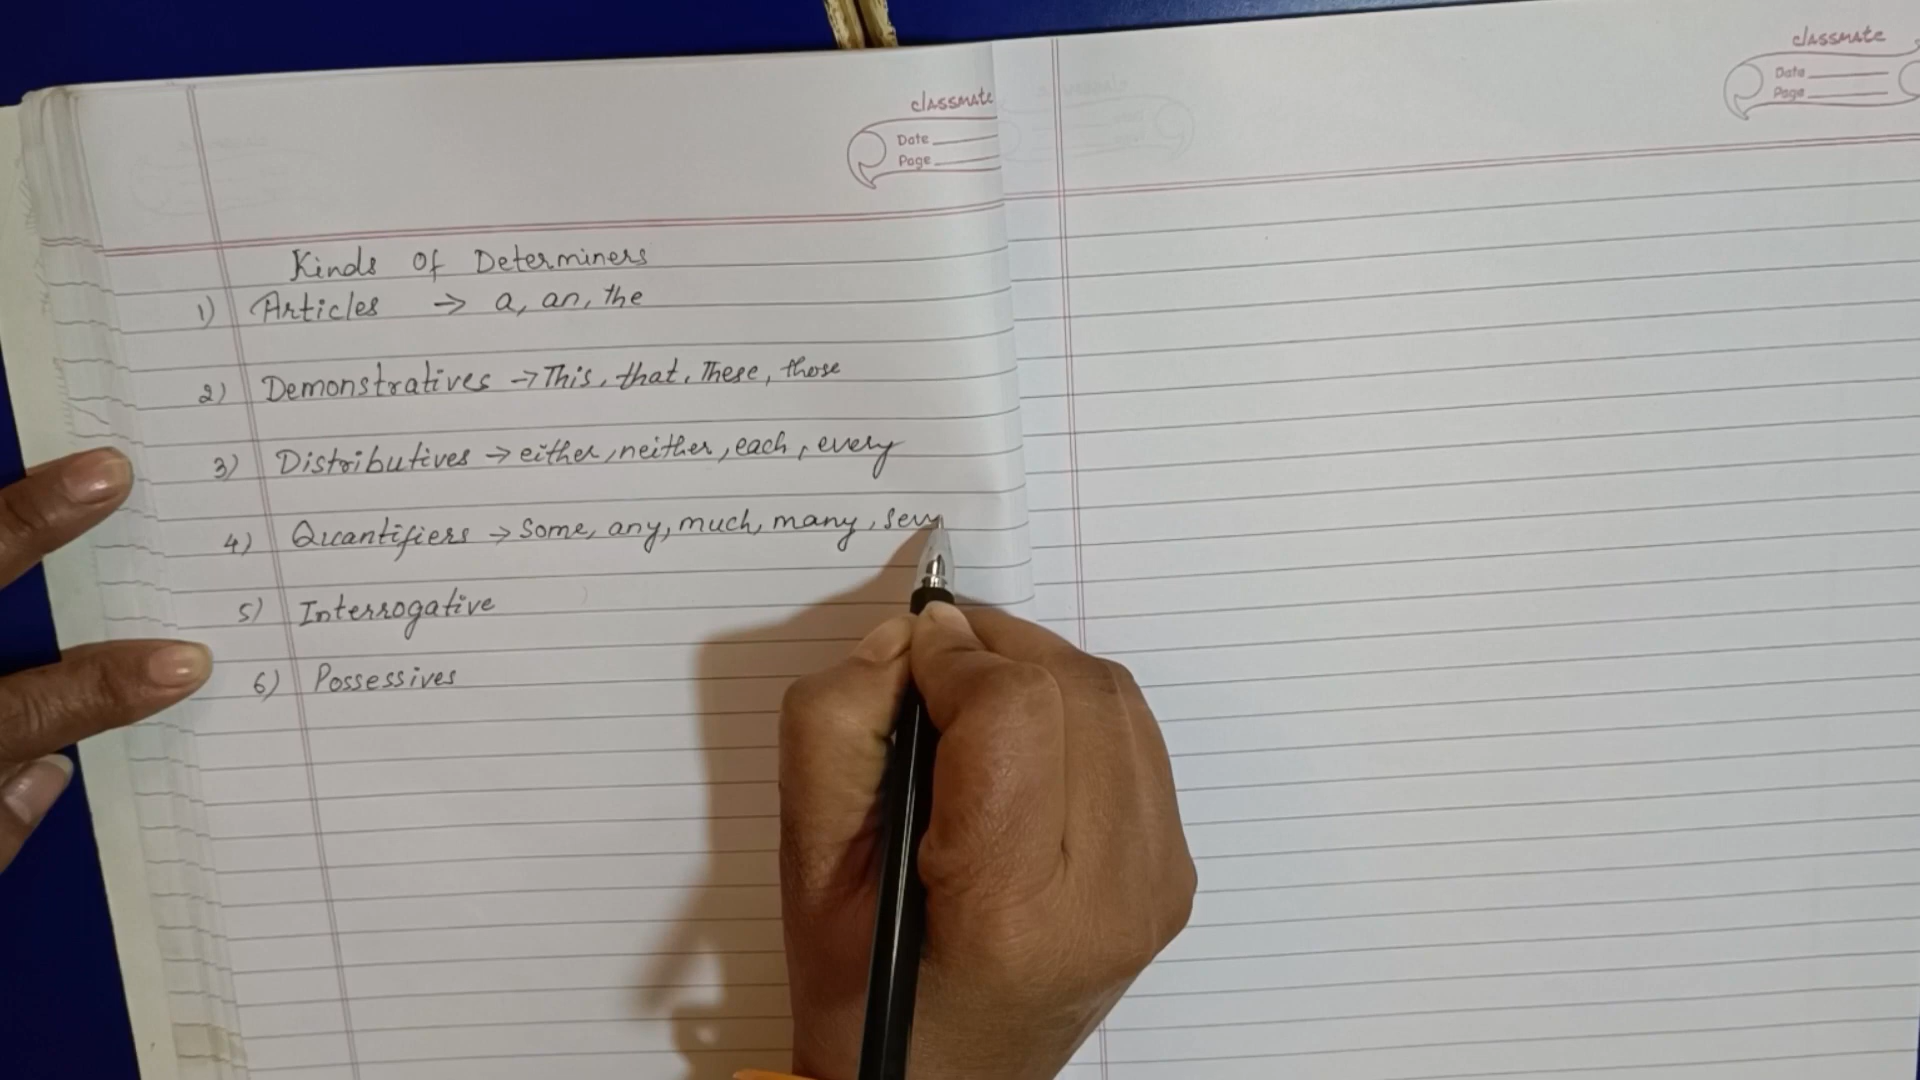 classmate
Date
Page
classmate
Date
Page
Kinds Of Determiners
1) Articles → a, an, the
2) Demonstratives → This, that, These, those
3) Distributives → either, neither, each, every
4) Quantifiers → Some, any, much, many,
5) Interrogative
6) Possessives